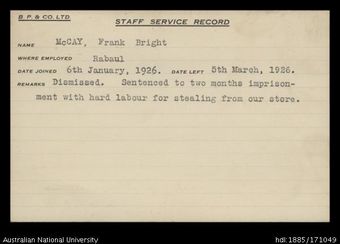 B. P. & CO. LTD.
STAFF SERVICE RECORD
NAME McCAY, Frank Bright
WHERE EMPLOYED Rabaul
DATE JOINED 6th January, 1926. DATE LEFT 5th March, 1926.
REMARKS Dismissed. Sentenced to two months imprison-
ment with hard labour for stealing from our store.
Australian National University
hdl:1885/171049